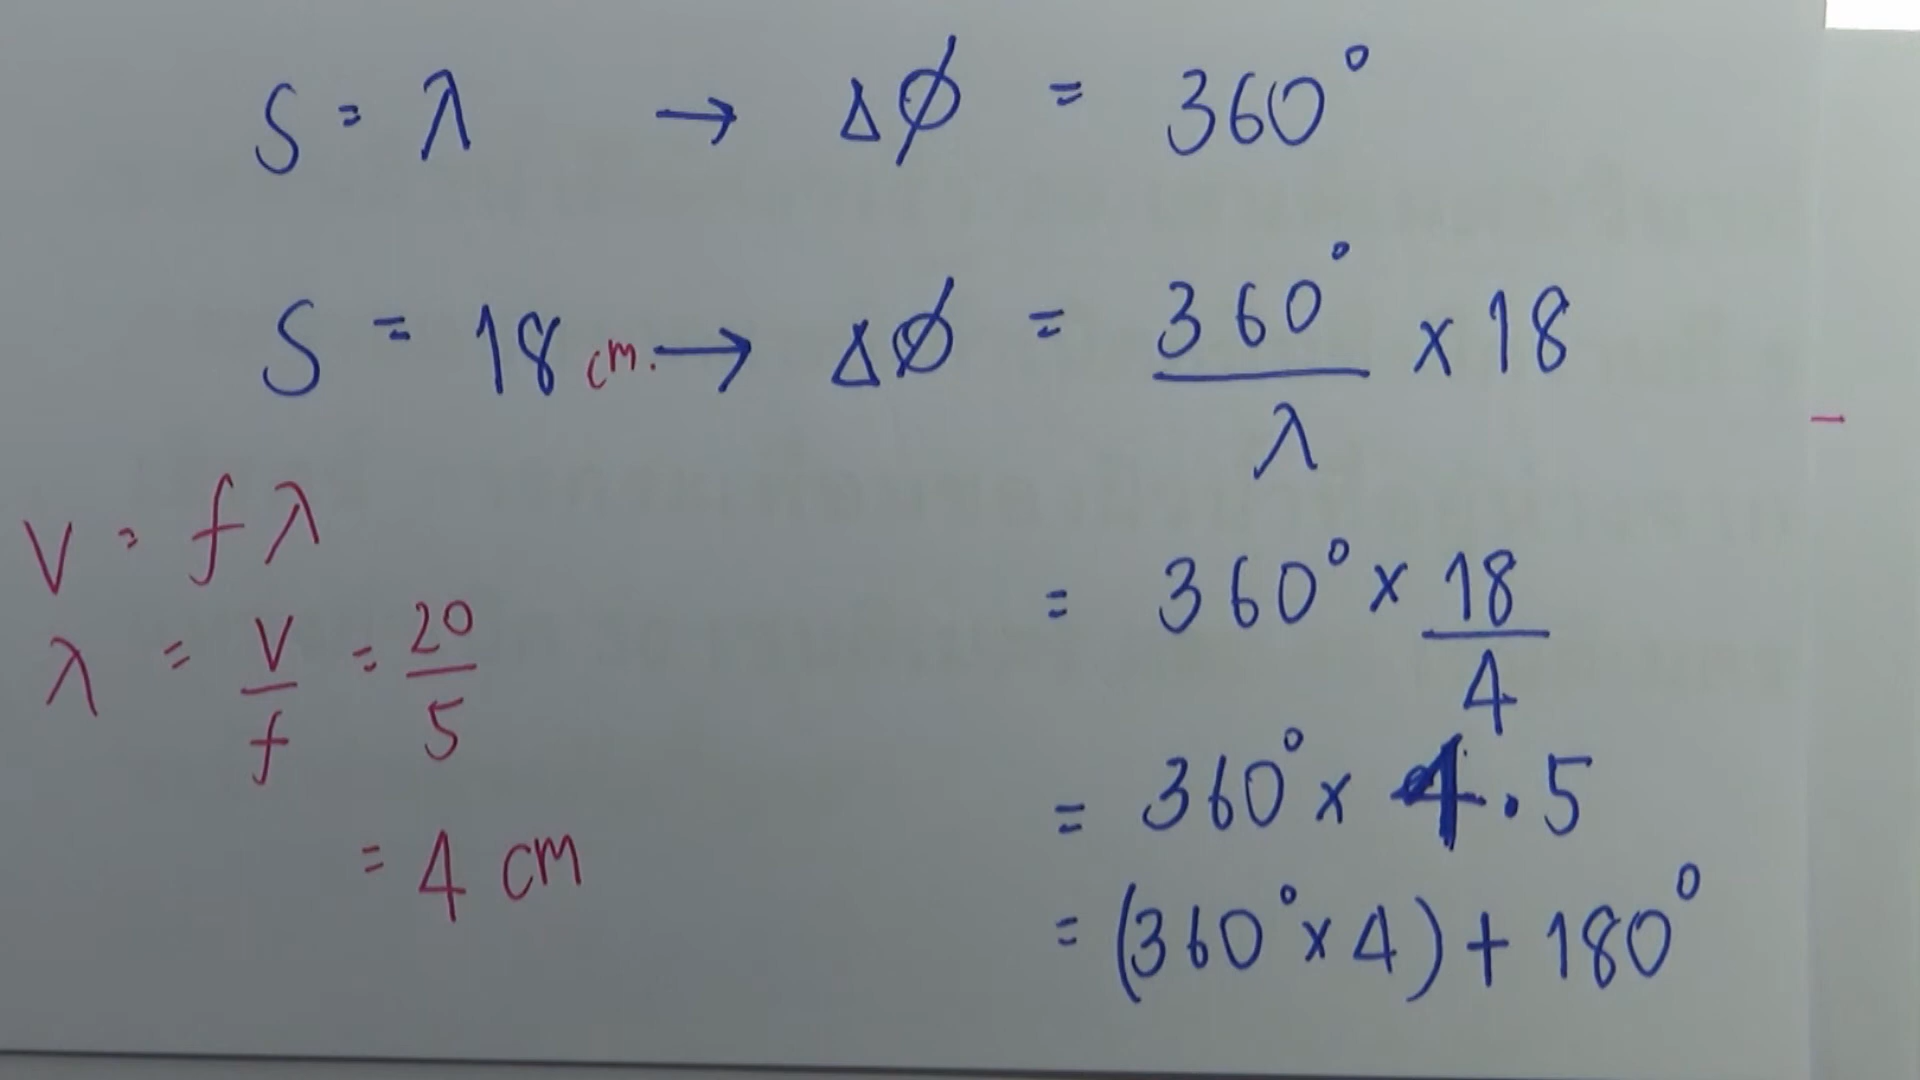 S = λ → Δφ = 360°
S = 18 cm. → Δφ = 360° / λ × 18
V = fλ
= 360° × 18 / 4
λ = V / f = 20 / 5
= 360° × 4.5
= 4 cm
= (360° × 4) + 180°